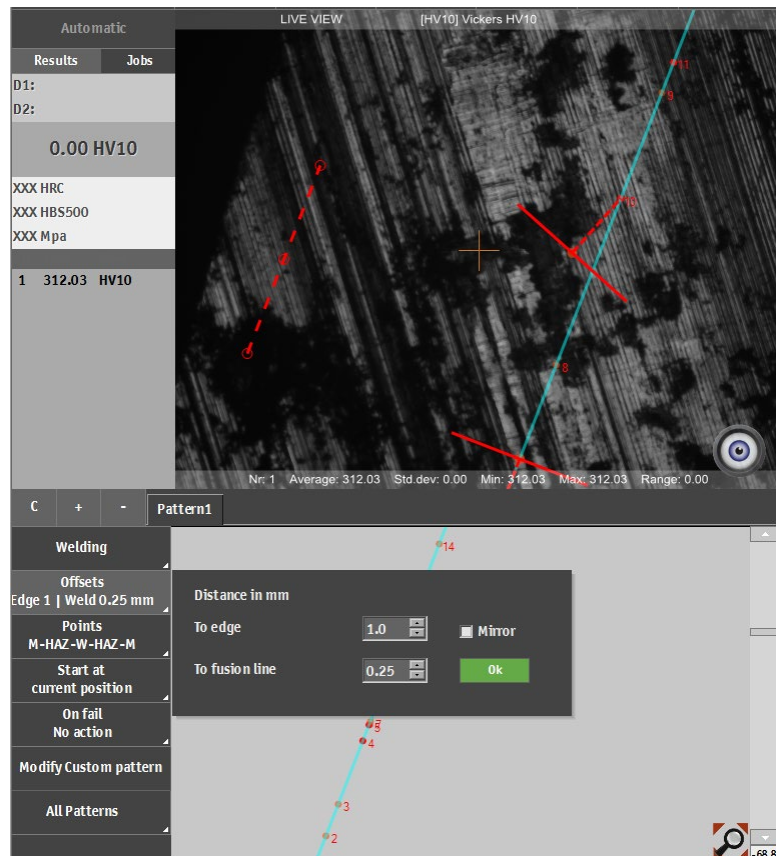 Automatic
LIVE VIEW [HV10] Vickers HV10
Results Jobs
D1:
D2:
0.00 HV10
XXX HRC
XXX HBS500
XXX Mpa
1 312.03 HV10
11
9
10
8
Nr: 1 Average: 312.03 Std.dev: 0.00 Min: 312.03 Max: 312.03 Range: 0.00
C + - Pattern1
Welding
14
Offsets
Edge 1 | Weld 0.25 mm
Distance in mm
To edge 1.0 Mirror
To fusion line 0.25 Ok
Points
M-HAZ-W-HAZ-M
Start at
current position
On fail
No action
5
4
Modify Custom pattern
All Patterns
3
2
-68.8